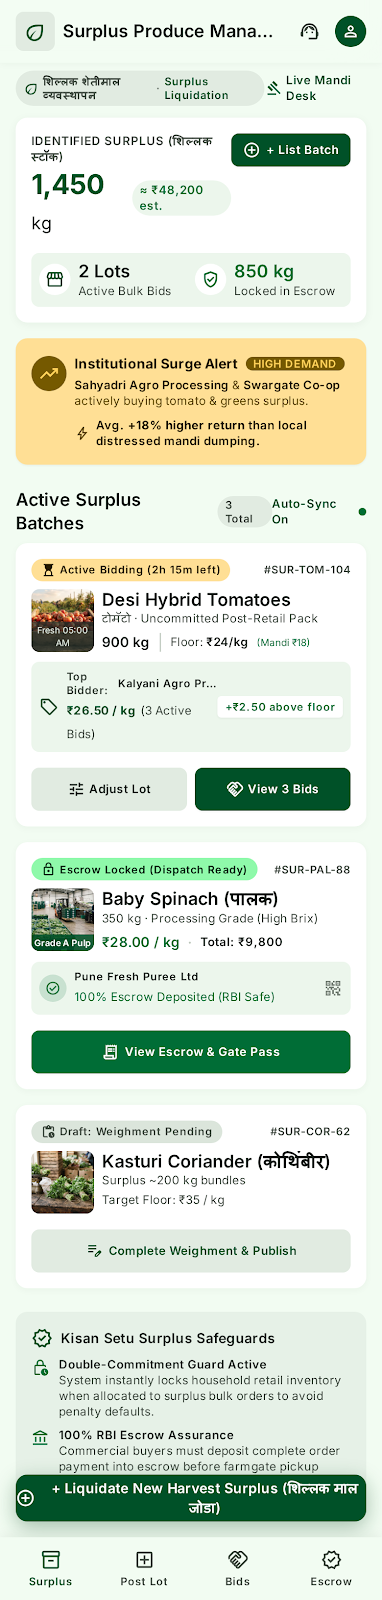 Surplus Produce Mana...
शिल्लक शेतीमाल
व्यवस्थापन
· Surplus
Liquidation
Live Mandi
Desk
IDENTIFIED SURPLUS (शिल्लक
स्टॉक)
+ List Batch
1,450
kg
≈ ₹48,200
est.
2 Lots
Active Bulk Bids
850 kg
Locked in Escrow
Institutional Surge Alert
HIGH DEMAND
Sahyadri Agro Processing & Swargate Co-op
actively buying tomato & greens surplus.
Avg. +18% higher return than local
distressed mandi dumping.
Active Surplus
Batches
3
Total
Auto-Sync
On
Active Bidding (2h 15m left)
#SUR-TOM-104
Desi Hybrid Tomatoes
टोमॅटो · Uncommitted Post-Retail Pack
Fresh 05:00
AM
900 kg
Floor: ₹24/kg (Mandi ₹18)
Top
Bidder:
Kalyani Agro Pr...
₹26.50 / kg (3 Active
Bids)
+₹2.50 above floor
Adjust Lot
View 3 Bids
Escrow Locked (Dispatch Ready)
#SUR-PAL-88
Baby Spinach (पालक)
350 kg · Processing Grade (High Brix)
Grade A Pulp
₹28.00 / kg · Total: ₹9,800
Pune Fresh Puree Ltd
100% Escrow Deposited (RBI Safe)
View Escrow & Gate Pass
Draft: Weighment Pending
#SUR-COR-62
Kasturi Coriander (कोथिंबीर)
Surplus ~200 kg bundles
Target Floor: ₹35 / kg
Complete Weighment & Publish
Kisan Setu Surplus Safeguards
Double-Commitment Guard Active
System instantly locks household retail inventory
when allocated to surplus bulk orders to avoid
penalty defaults.
100% RBI Escrow Assurance
Commercial buyers must deposit complete order
payment into escrow before farmgate pickup
+ Liquidate New Harvest Surplus (शिल्लक माल
जोडा)
Surplus
Post Lot
Bids
Escrow